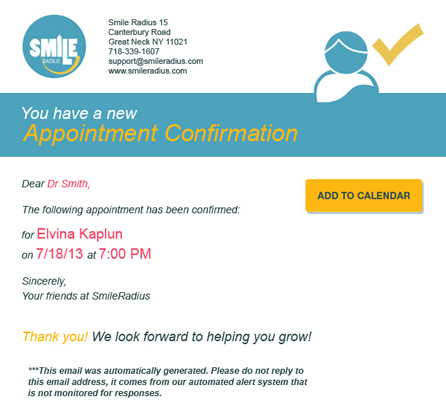 SMILE
RADIUS
Smile Radius 15
Canterbury Road
Great Neck NY 11021
718-339-1607
support@smileradius.com
www.smileradius.com
You have a new
Appointment Confirmation
Dear Dr Smith,
ADD TO CALENDAR
The following appointment has been confirmed:
for Elvina Kaplun
on 7/18/13 at 7:00 PM
Sincerely,
Your friends at SmileRadius
Thank you! We look forward to helping you grow!
***This email was automatically generated. Please do not reply to
this email address, it comes from our automated alert system that
is not monitored for responses.